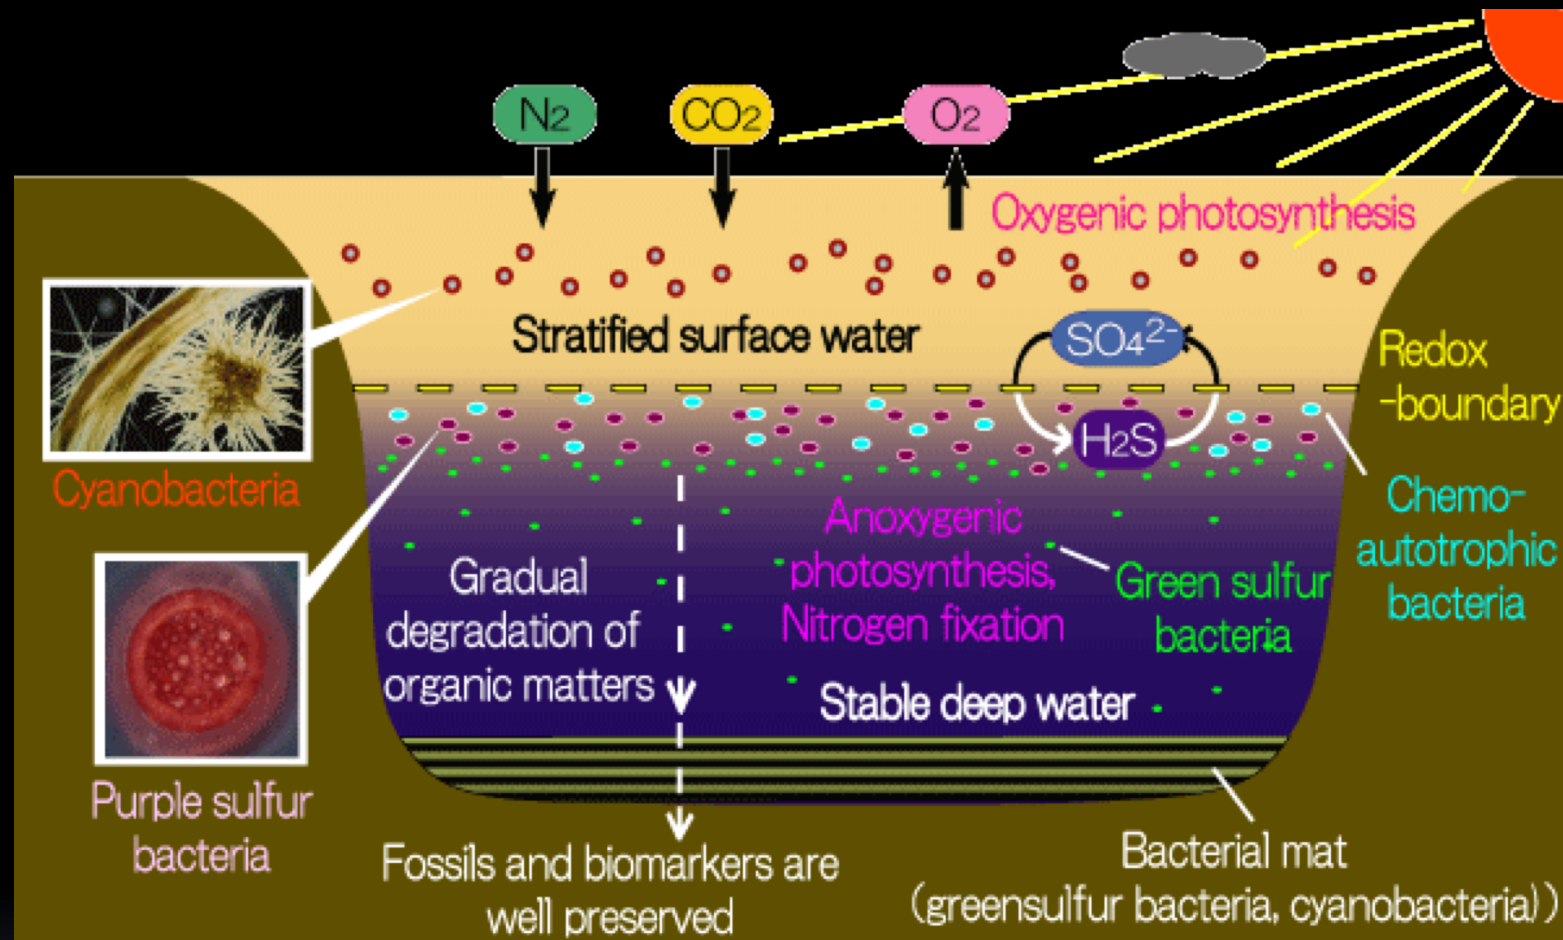 N2
CO2
O2
Oxygenic photosynthesis
Stratified surface water
SO4²⁻
Redox
-boundary
H2S
Cyanobacteria
Chemo-
autotrophic
bacteria
Anoxygenic
photosynthesis,
Nitrogen fixation
Green sulfur
bacteria
Gradual
degradation of
organic matters
Stable deep water
Purple sulfur
bacteria
Fossils and biomarkers are
well preserved
Bacterial mat
(greensulfur bacteria, cyanobacteria))